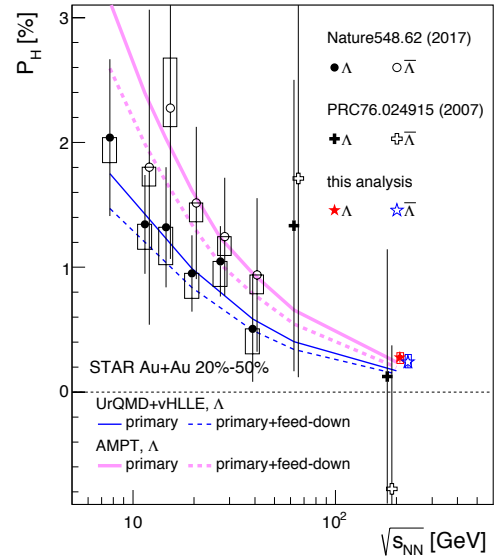 P_H [%]
3
2
1
0
Nature548.62 (2017)
Λ Λ̅
PRC76.024915 (2007)
Λ Λ̅
this analysis
Λ Λ̅
STAR Au+Au 20%-50%
UrQMD+vHLLE, Λ
primary primary+feed-down
AMPT, Λ
primary primary+feed-down
10 10²
√s_NN [GeV]